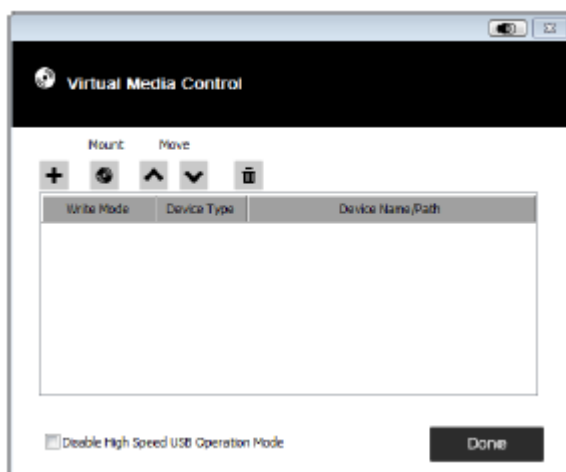 Virtual Media Control
Mount Move
Write Mode Device Type Device Name/Path
Disable High Speed USB Operation Mode
Done